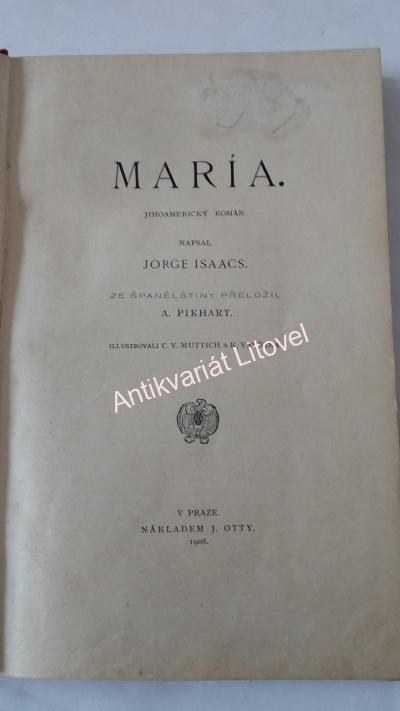 MARÍA.
JIHOAMERICKÝ ROMÁN.
NAPSAL
JORGE ISAACS.
ZE ŠPANĚLŠTINY PŘELOŽIL
A. PIKHART.
ILLUSTROVALI C. V. MUTTICH A K.
Antikvariát Litovel
V PRAZE.
NÁKLADEM J. OTTY.
1908.